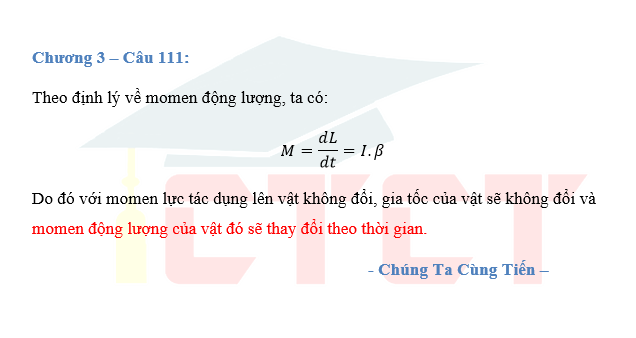 Chương 3 – Câu 111:
Theo định lý về momen động lượng, ta có:
𝑀 = 𝑑𝐿/𝑑𝑡 = 𝐼.𝛽
Do đó với momen lực tác dụng lên vật không đổi, gia tốc của vật sẽ không đổi và
momen động lượng của vật đó sẽ thay đổi theo thời gian.
- Chúng Ta Cùng Tiến –
CTCT